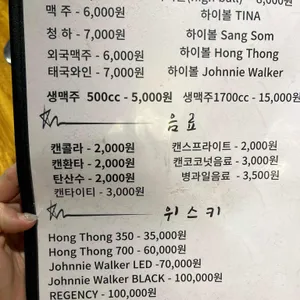 맥 주 - 6,000원
하이볼 TINA
청 하 - 7,000원
하이볼 Sang Som
외국맥주 - 6,000원
하이볼 Hong Thong
태국와인 - 7,000원
하이볼 Johnnie Walker
생맥주 500cc - 5,000원
생맥주1700cc - 15,000원
음료
캔콜라 - 2,000원
캔스프라이트 - 2,000원
캔환타 - 2,000원
캔코코넛음료 - 3,000원
탄산수 - 2,000원
병과일음료 - 3,500원
캔타이티 - 3,000원
위스키
Hong Thong 350 - 35,000원
Hong Thong 700 - 60,000원
Johnnie Walker LED -70,000원
Johnnie Walker BLACK - 100,000원
REGENCY - 100,000원